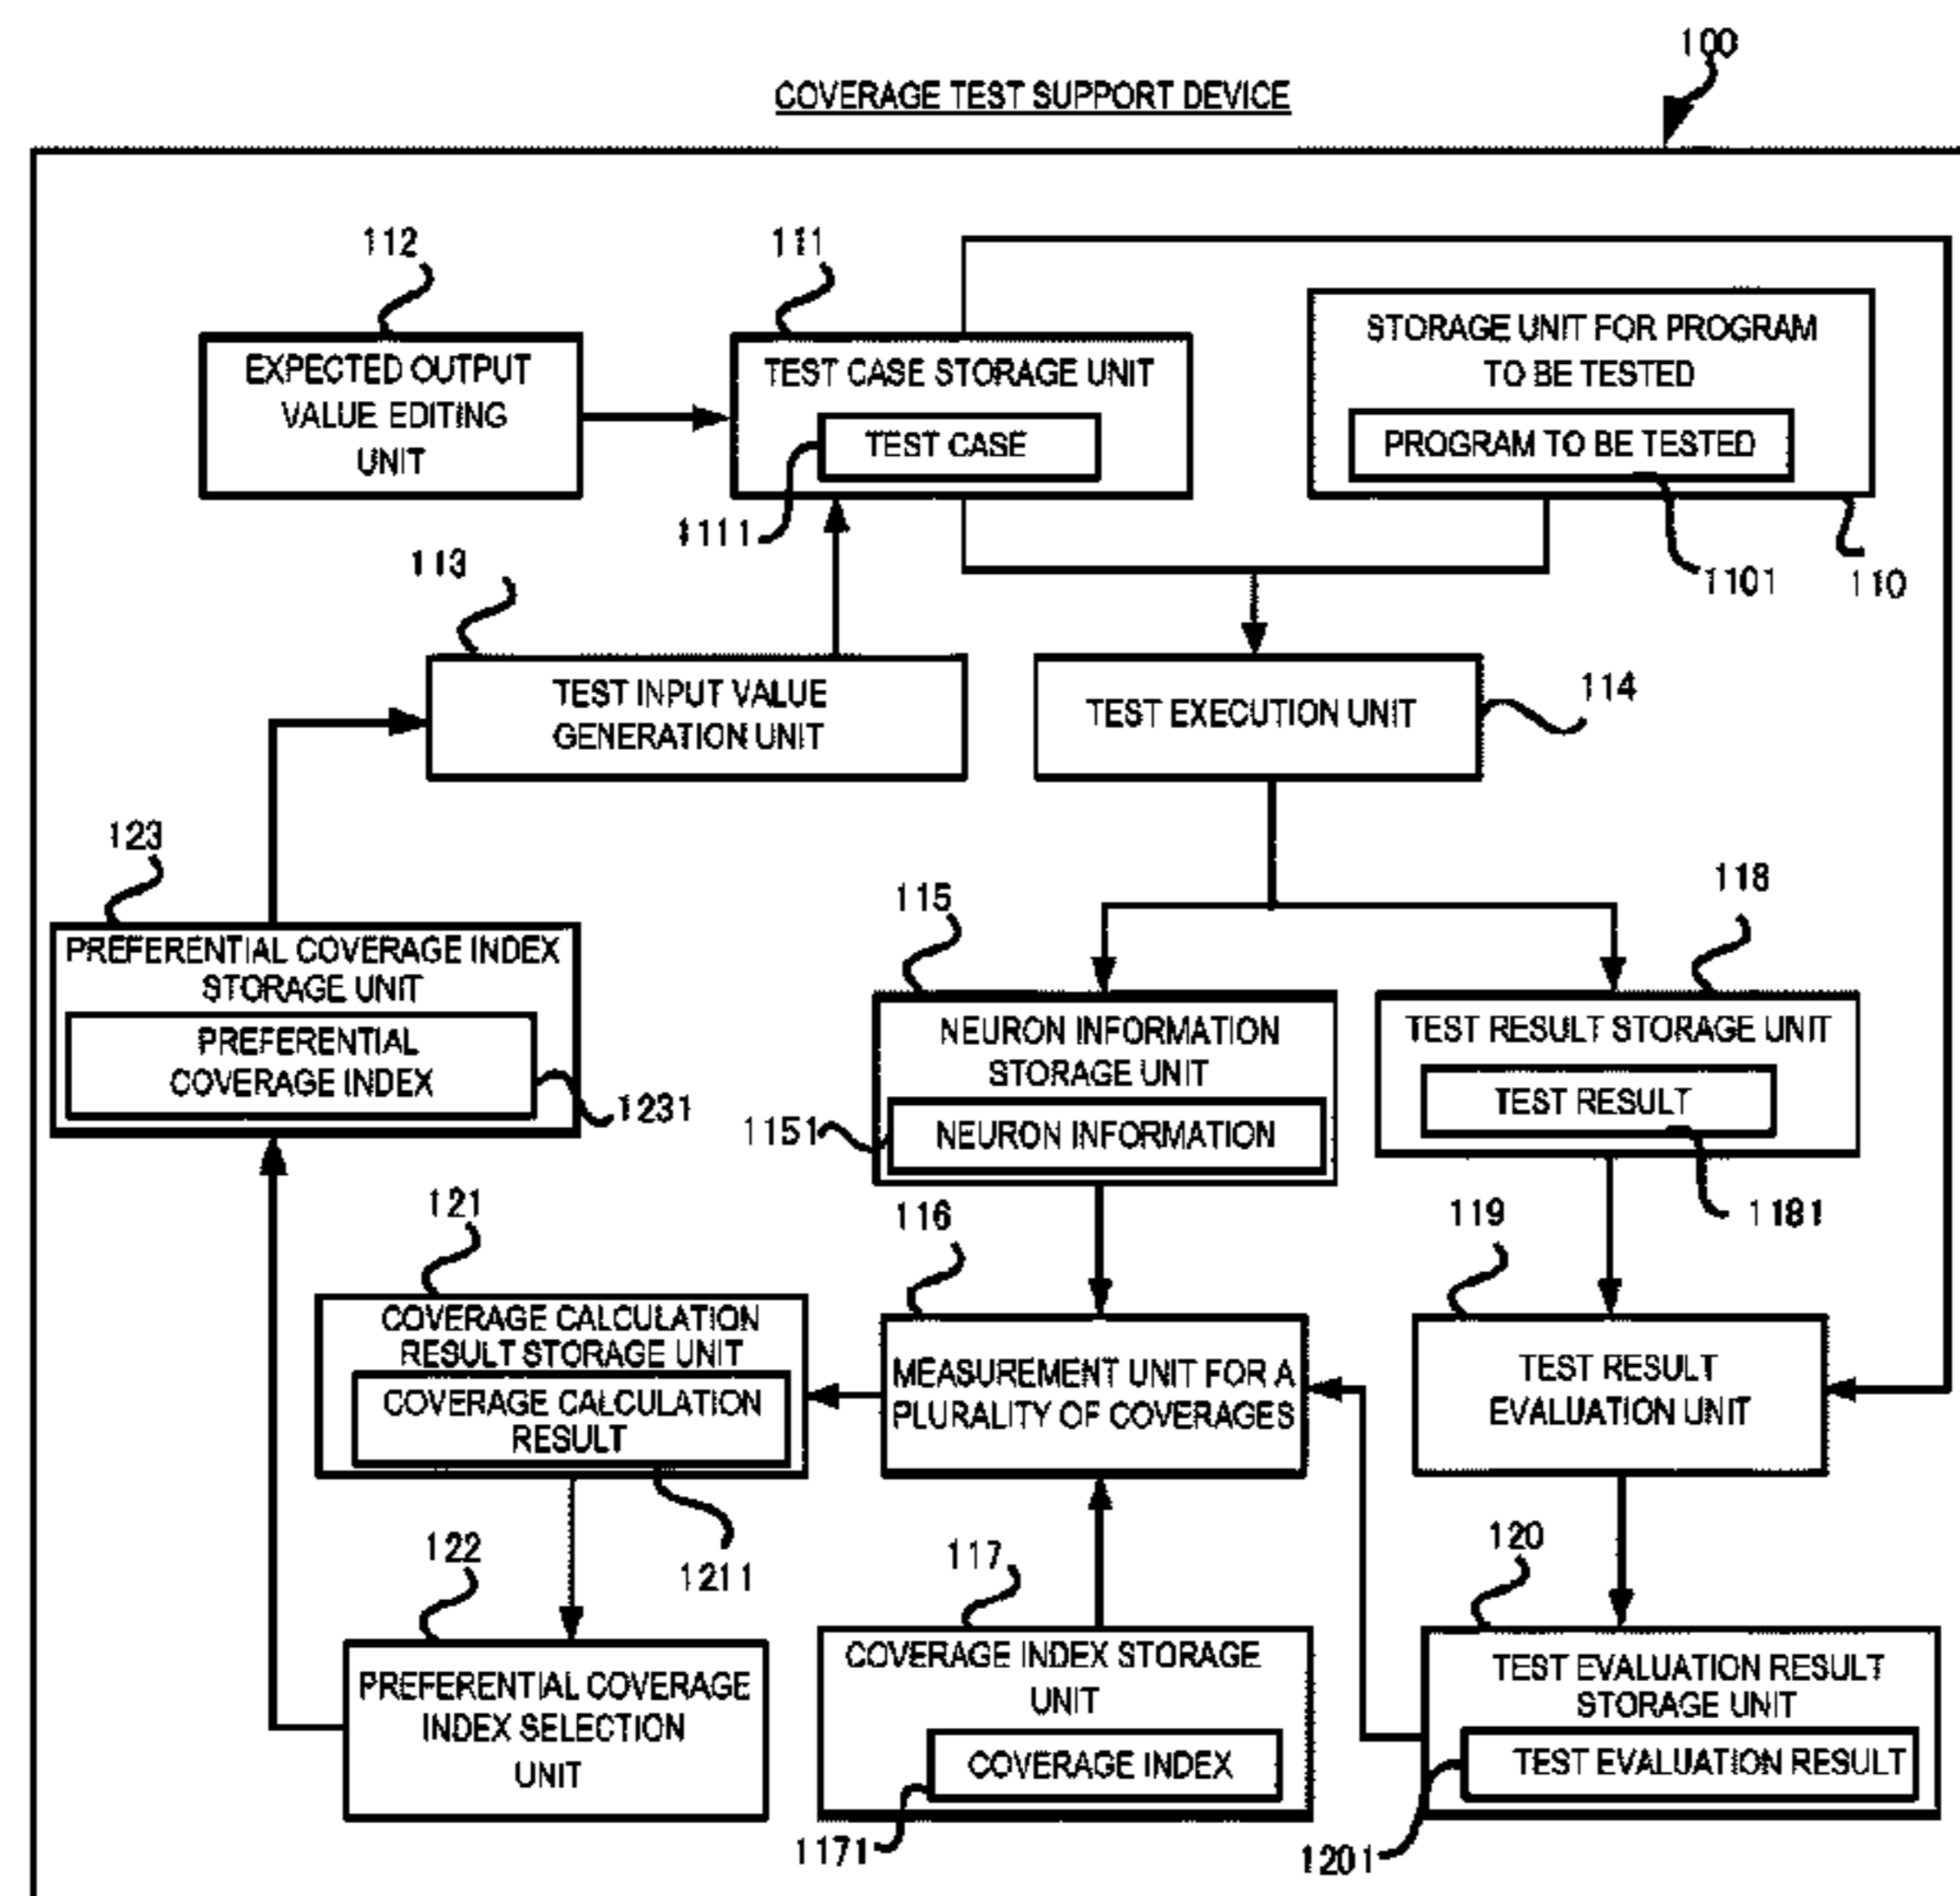 100
COVERAGE TEST SUPPORT DEVICE
112
111
EXPECTED OUTPUT
VALUE EDITING
UNIT
TEST CASE STORAGE UNIT
TEST CASE
1111
STORAGE UNIT FOR PROGRAM
TO BE TESTED
PROGRAM TO BE TESTED
1101
110
113
TEST INPUT VALUE
GENERATION UNIT
TEST EXECUTION UNIT
114
123
PREFERENTIAL COVERAGE INDEX
STORAGE UNIT
PREFERENTIAL
COVERAGE INDEX
1231
115
NEURON INFORMATION
STORAGE UNIT
1151
NEURON INFORMATION
118
TEST RESULT STORAGE UNIT
TEST RESULT
1181
121
COVERAGE CALCULATION
RESULT STORAGE UNIT
COVERAGE CALCULATION
RESULT
1211
116
MEASUREMENT UNIT FOR A
PLURALITY OF COVERAGES
119
TEST RESULT
EVALUATION UNIT
122
PREFERENTIAL COVERAGE
INDEX SELECTION
UNIT
117
COVERAGE INDEX STORAGE
UNIT
COVERAGE INDEX
1171
120
TEST EVALUATION RESULT
STORAGE UNIT
TEST EVALUATION RESULT
1201